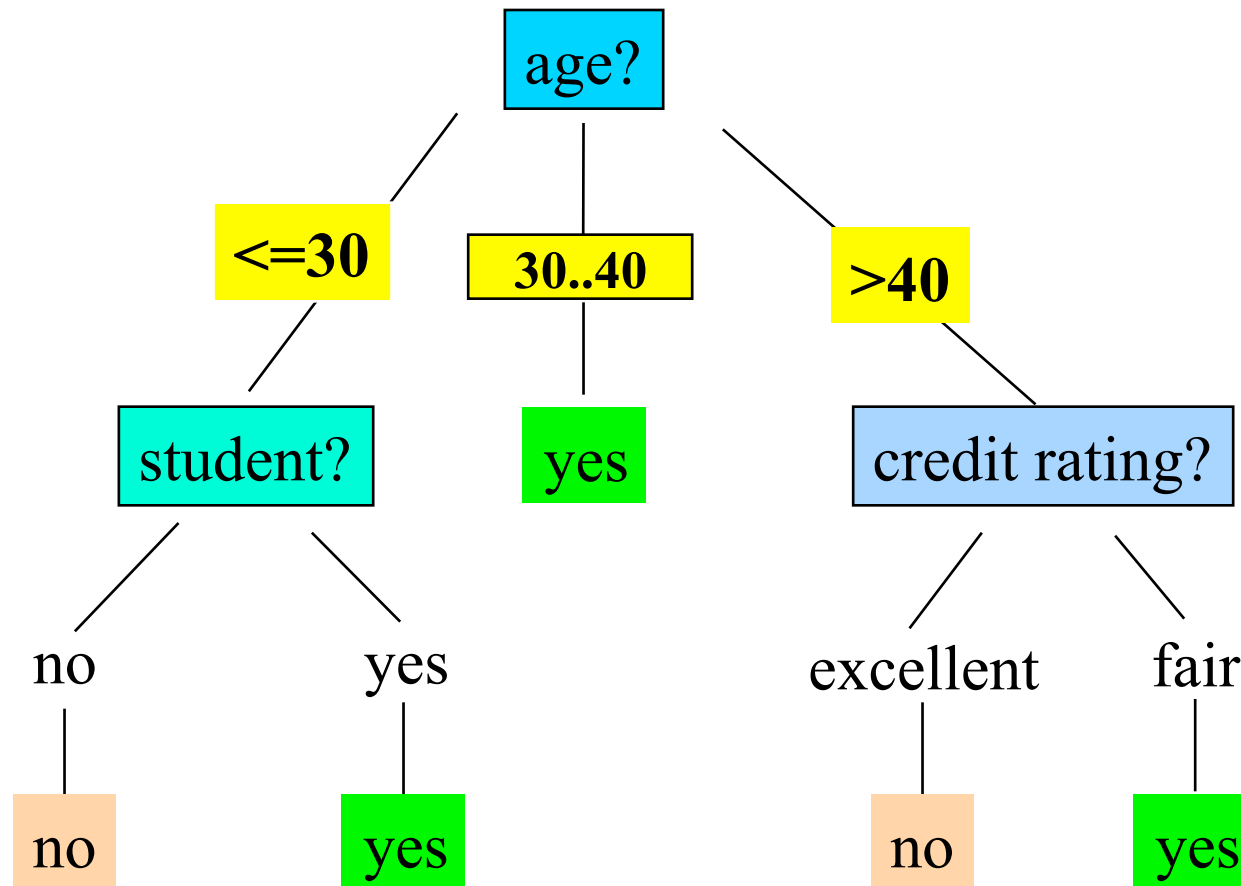 age?
<=30
30..40
>40
student?
yes
credit rating?
no
yes
excellent
fair
no
yes
no
yes